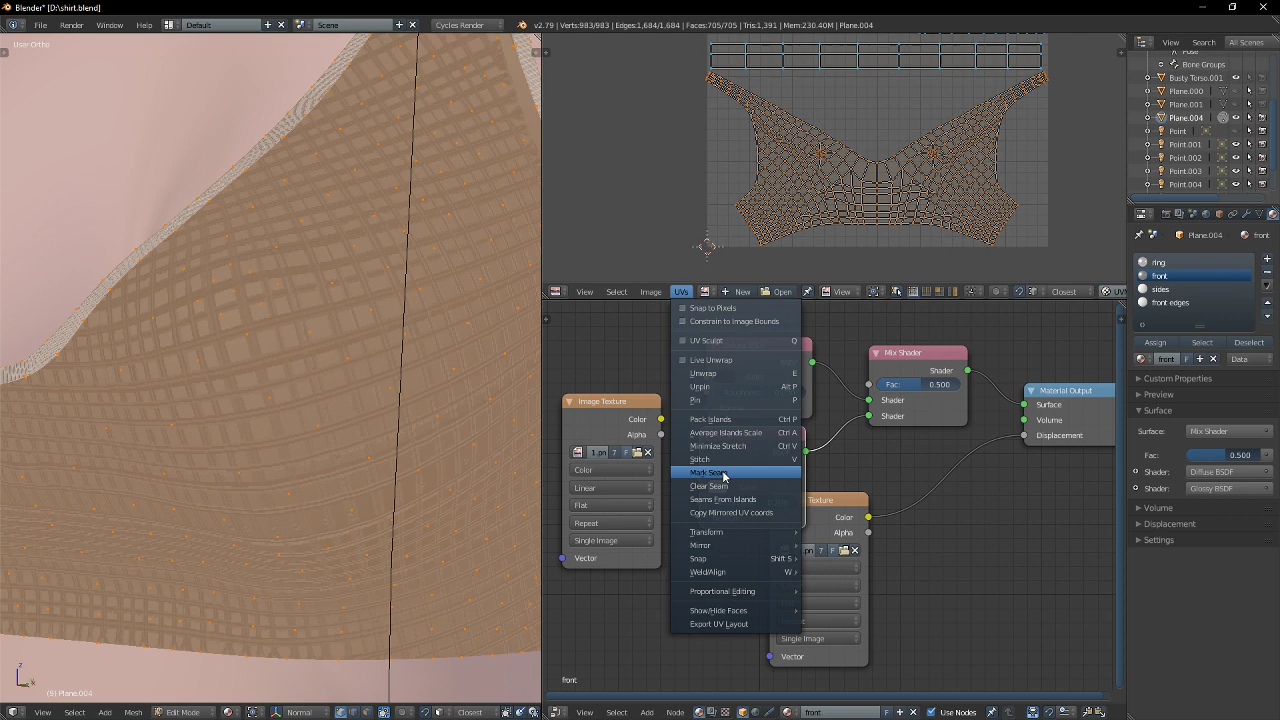 Blender* [D:\shirt.blend]
File Render Window Help Default Scene Cycles Render v2.79 | Verts:983/983 | Edges:1,684/1,684 | Faces:705/705 | Tris:1,391 | Mem:230.40M | Plane.004
User Ortho
View Search All Scenes
Pose
Bone Groups
Busty Torso.001
Plane.000
Plane.001
Plane.004
Point
Point.001
Point.002
Point.003
Point.004
Plane.004 front
ring
front
sides
front edges
Assign Select Deselect
front F Data
Custom Properties
Preview
Surface
Surface: Mix Shader
Fac: 0.500
Shader: Diffuse BSDF
Shader: Glossy BSDF
Volume
Displacement
Settings
View Select Image UVs New Open View Closest
Snap to Pixels
Constrain to Image Bounds
UV Sculpt Q
Live Unwrap
Unwrap E
Unpin Alt P
Pin P
Pack Islands Ctrl P
Average Islands Scale Ctrl A
Minimize Stretch Ctrl V
Stitch V
Mark Seam
Clear Seam
Seams From Islands
Copy Mirrored UV coords
Transform
Mirror
Snap Shift S
Weld/Align W
Proportional Editing
Show/Hide Faces
Export UV Layout
Image Texture
Color
Alpha
1.pn 7 F
Color
Linear
Flat
Repeat
Single Image
Vector
Mix Shader
Shader
Fac: 0.500
Shader
Shader
Material Output
Surface
Volume
Displacement
Texture
Color
Alpha
pn 7 F
Single Image
Vector
front
(5) Plane.004
View Select Add Mesh Edit Mode Normal Closest
View Select Add Node front F Use Nodes